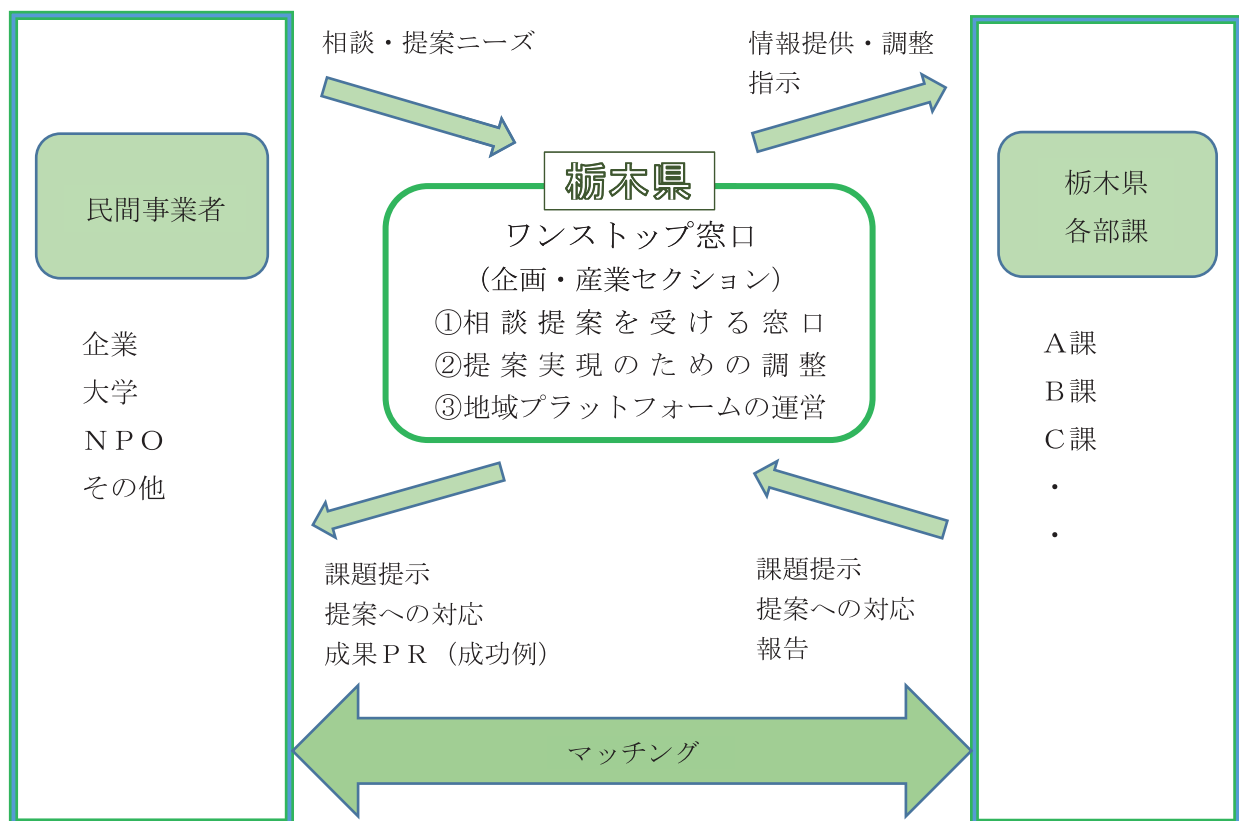 相談・提案ニーズ
情報提供・調整
指示
民間事業者
企業
大学
ＮＰＯ
その他
栃木県
ワンストップ窓口
（企画・産業セクション）
①相談提案を受ける窓口
②提案実現のための調整
③地域プラットフォームの運営
栃木県
各部課
Ａ課
Ｂ課
Ｃ課
・
・
課題提示
提案への対応
成果ＰＲ（成功例）
課題提示
提案への対応
報告
マッチング